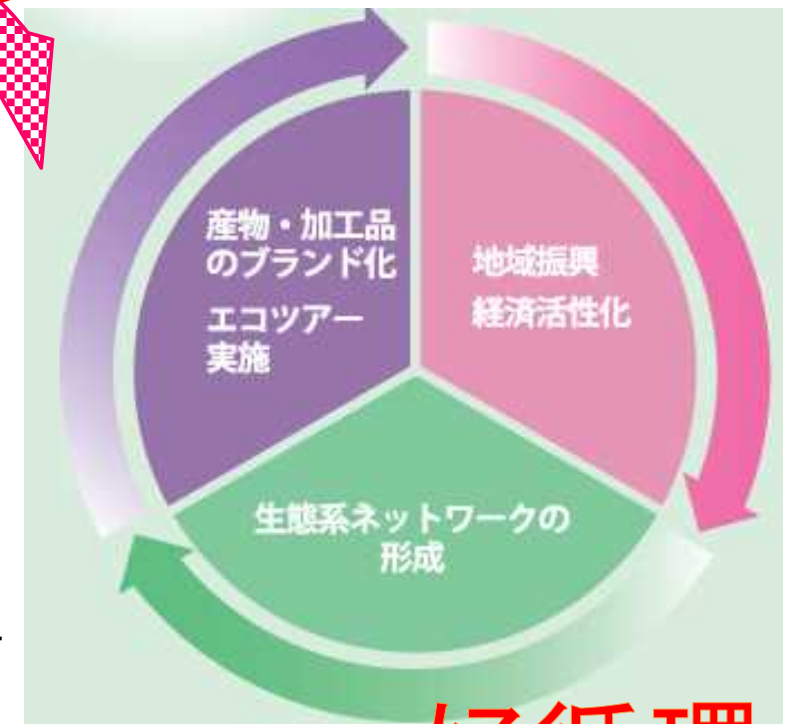 産物・加工品
のブランド化
エコツアー
実施
地域振興
経済活性化
生態系ネットワークの
形成